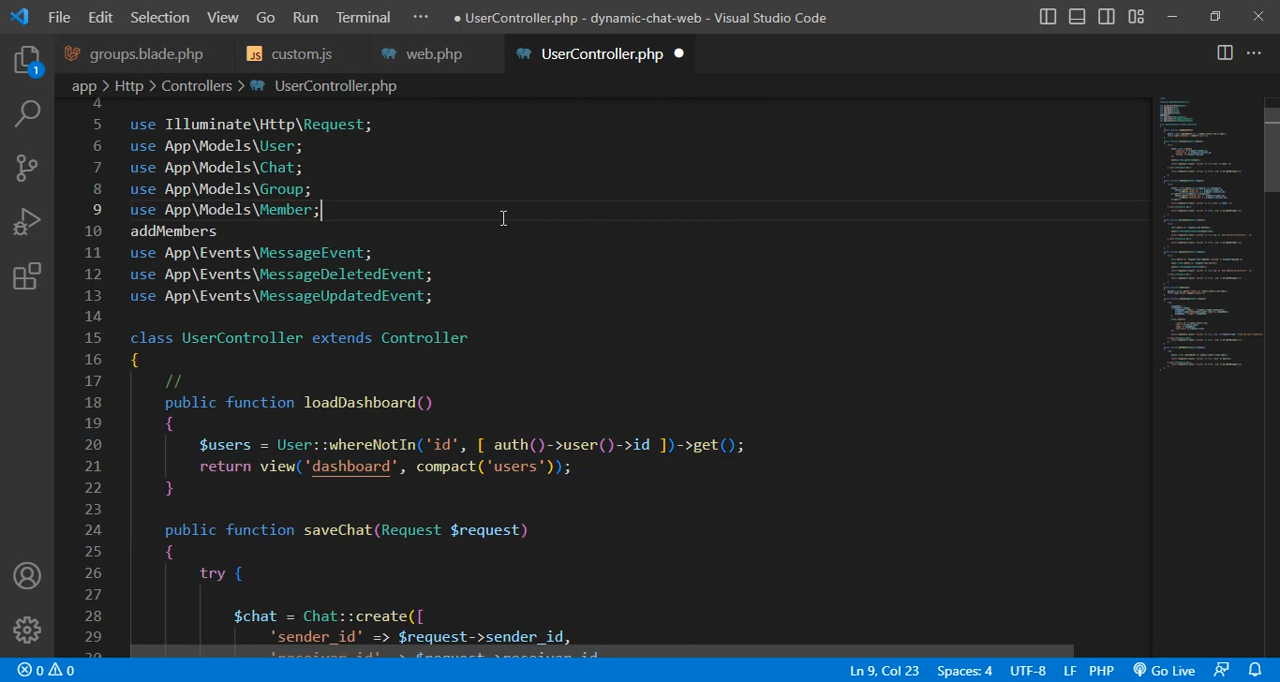 File Edit Selection View Go Run Terminal ··· ● UserController.php - dynamic-chat-web - Visual Studio Code
groups.blade.php JS custom.js web.php UserController.php ●
1
app > Http > Controllers > UserController.php
4
5 use Illuminate\Http\Request;
6 use App\Models\User;
7 use App\Models\Chat;
8 use App\Models\Group;
9 use App\Models\Member;
10 addMembers
11 use App\Events\MessageEvent;
12 use App\Events\MessageDeletedEvent;
13 use App\Events\MessageUpdatedEvent;
14
15 class UserController extends Controller
16 {
17 //
18 public function loadDashboard()
19 {
20 $users = User::whereNotIn('id', [ auth()->user()->id ])->get();
21 return view('dashboard', compact('users'));
22 }
23
24 public function saveChat(Request $request)
25 {
26 try {
27
28 $chat = Chat::create([
29 'sender_id' => $request->sender_id,
30 'receiver_id' => $request->receiver_id
0 0 Ln 9, Col 23 Spaces: 4 UTF-8 LF PHP Go Live